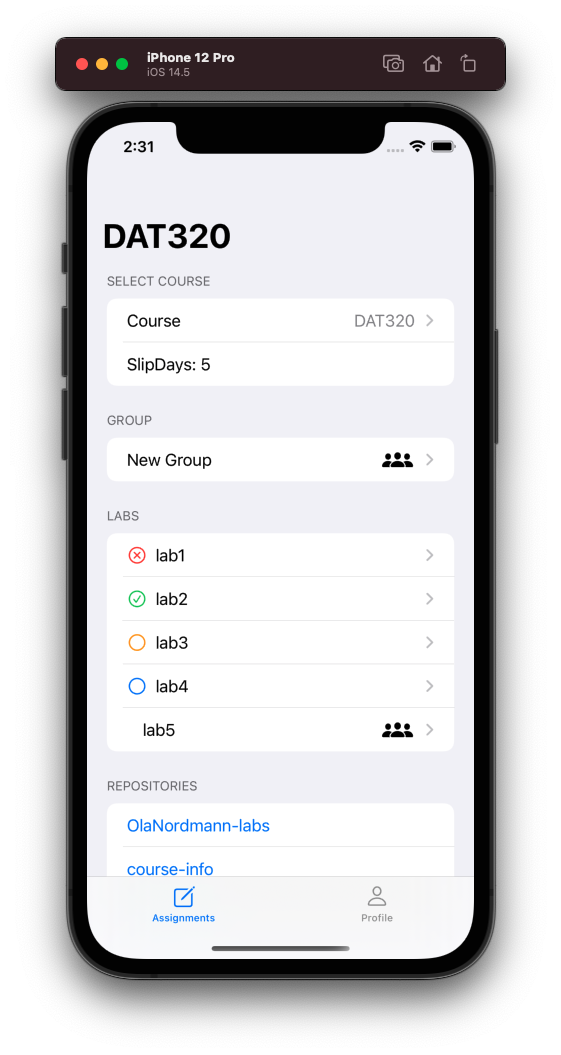 iPhone 12 Pro
iOS 14.5
2:31
DAT320
SELECT COURSE
Course DAT320
SlipDays: 5
GROUP
New Group
LABS
lab1
lab2
lab3
lab4
lab5
REPOSITORIES
OlaNordmann-labs
course-info
Assignments Profile